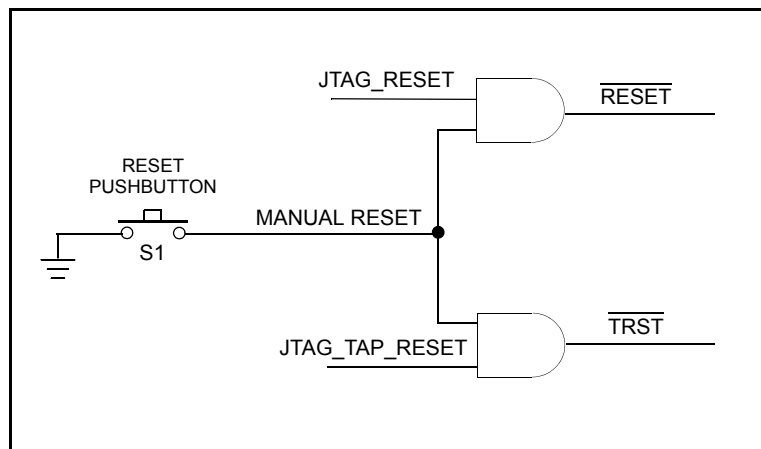 JTAG_RESET
RESET
RESET
PUSHBUTTON
MANUAL RESET
S1
JTAG_TAP_RESET
TRST